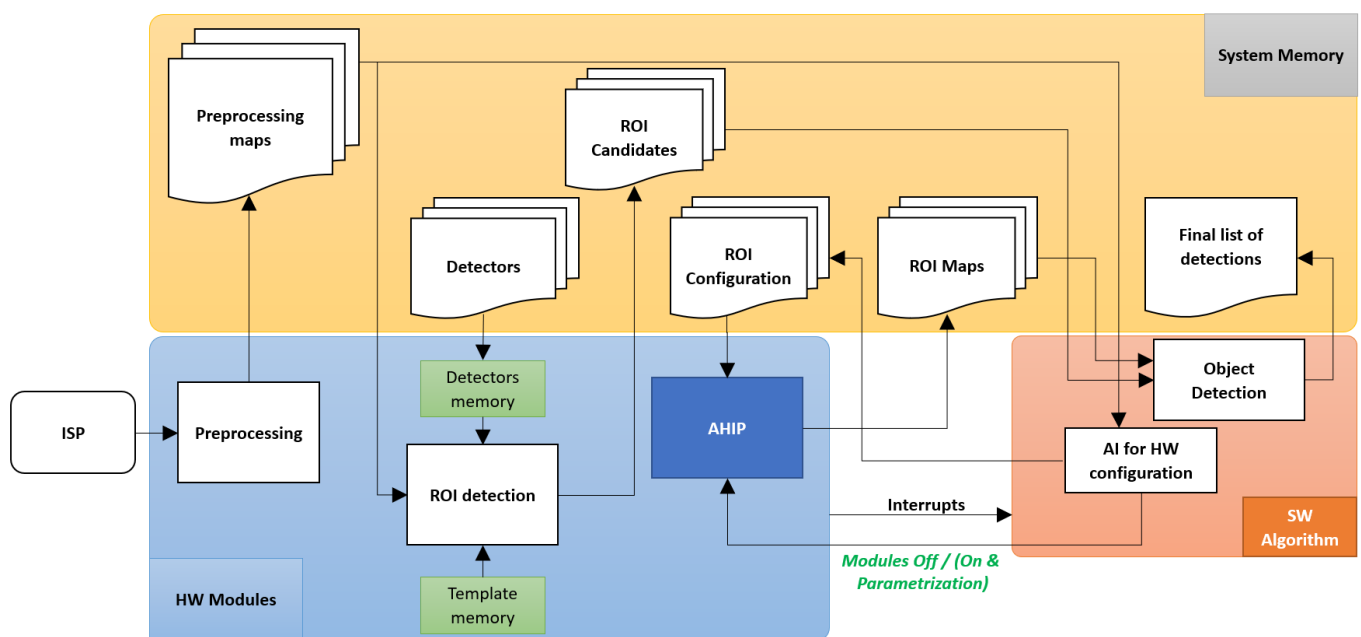 System Memory
Preprocessing
maps
ROI
Candidates
Detectors
ROI
Configuration
ROI Maps
Final list of
detections
ISP
Preprocessing
Detectors
memory
ROI detection
Template
memory
HW Modules
AHIP
Object
Detection
AI for HW
configuration
Interrupts
SW
Algorithm
Modules Off / (On &
Parametrization)